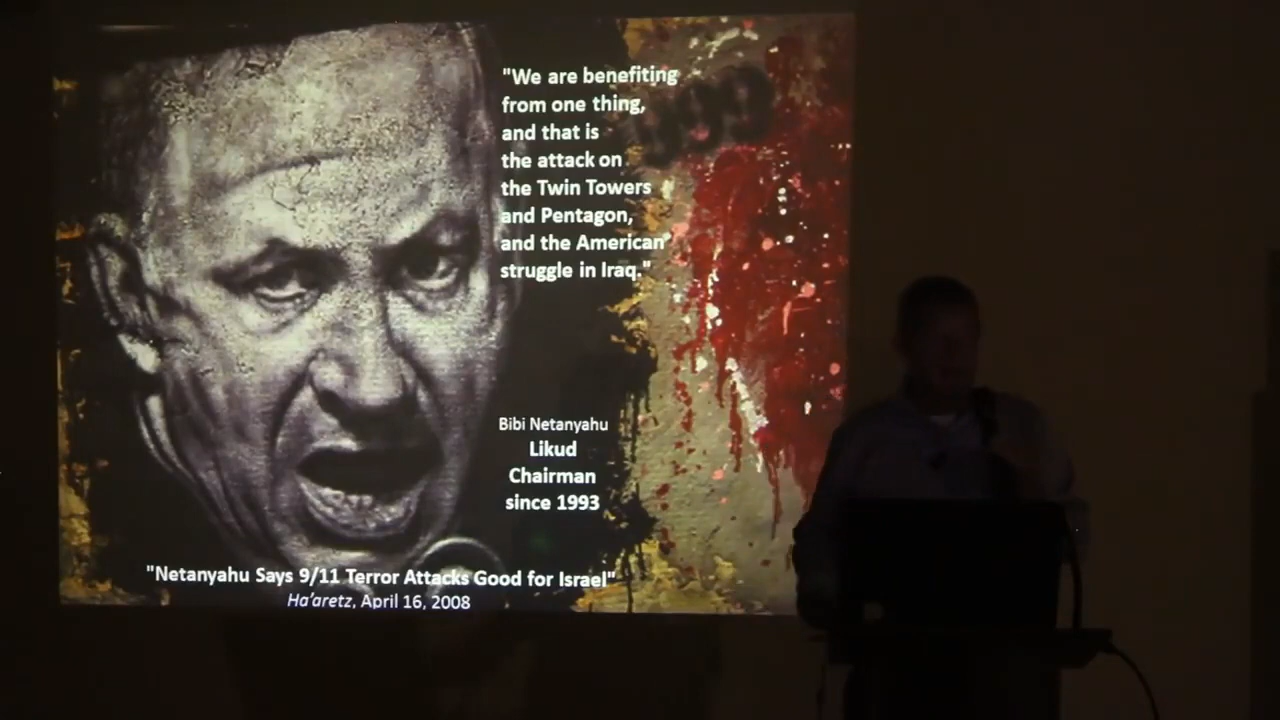 "We are benefiting
from one thing,
and that is
the attack on
the Twin Towers
and Pentagon,
and the American
struggle in Iraq."
Bibi Netanyahu
Likud
Chairman
since 1993
"Netanyahu Says 9/11 Terror Attacks Good for Israel"
Ha'aretz, April 16, 2008